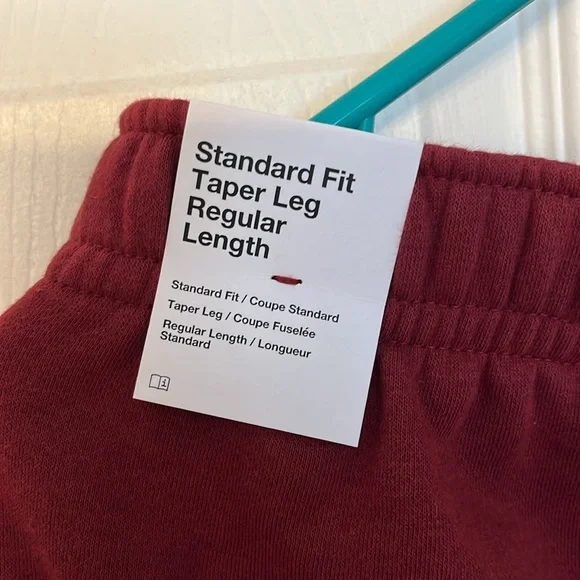 Standard Fit
Taper Leg
Regular
Length
Standard Fit / Coupe Standard
Taper Leg / Coupe Fuselée
Regular Length / Longueur
Standard